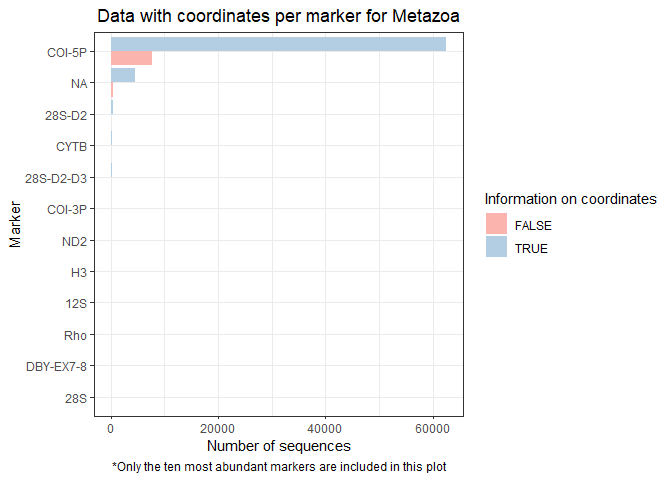 Data with coordinates per marker for Metazoa
Marker
COI-5P
NA
28S-D2
CYTB
28S-D2-D3
COI-3P
ND2
H3
12S
Rho
DBY-EX7-8
28S
0 20000 40000 60000
Number of sequences
*Only the ten most abundant markers are included in this plot
Information on coordinates
FALSE
TRUE